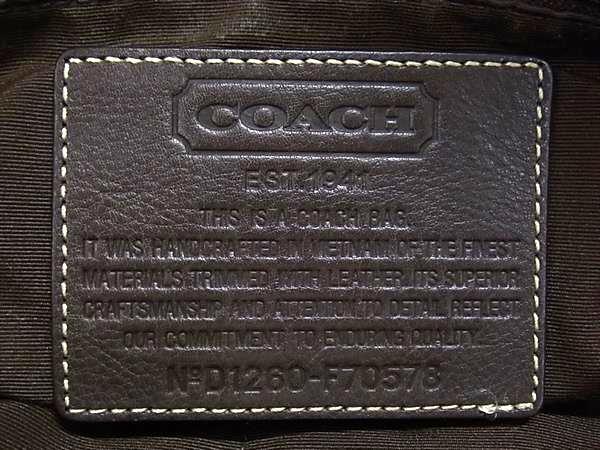 COACH
EST. 1941
THIS IS A COACH BAG.
IT WAS HANDCRAFTED IN VIETNAM OF THE FINEST
MATERIALS TRIMMED WITH LEATHER. ITS SUPERIOR
CRAFTSMANSHIP AND ATTENTION TO DETAIL REFLECT
OUR COMMITMENT TO ENDURING QUALITY.
Nº D1260-F70578